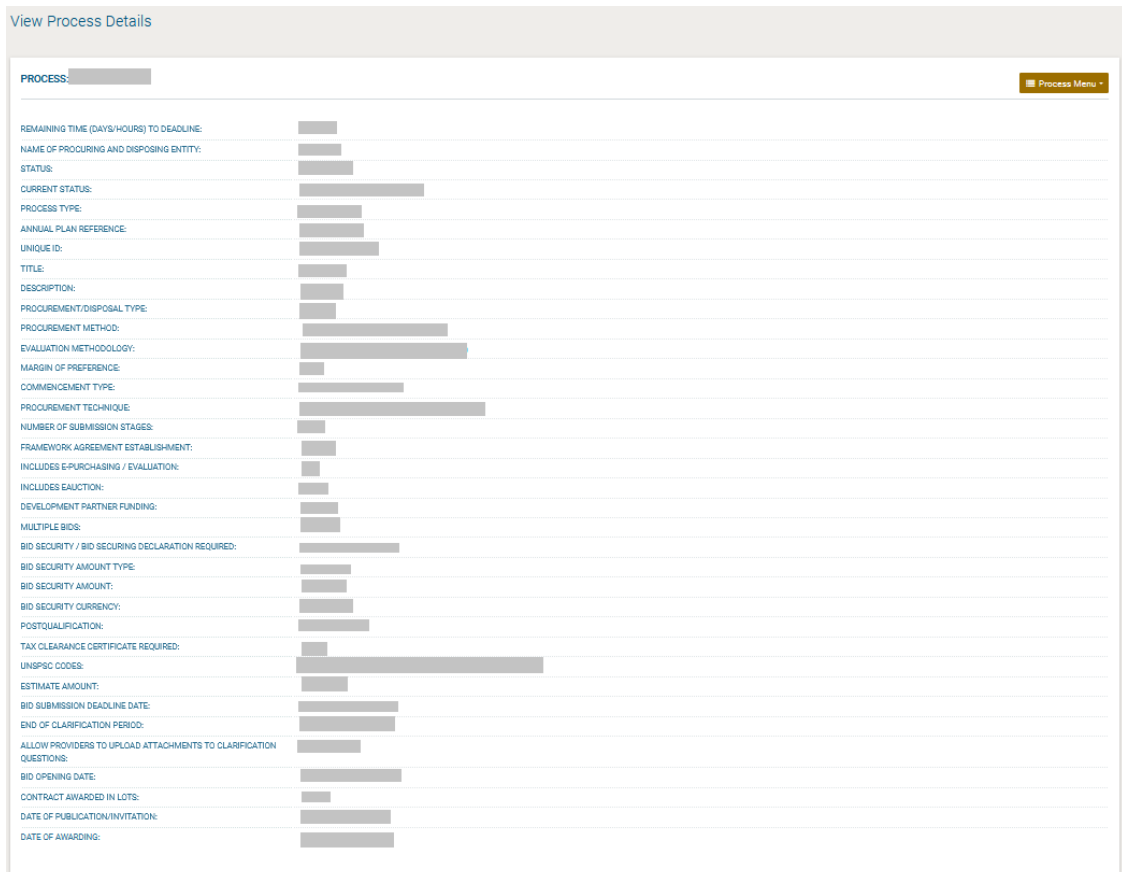 View Process Details
PROCESS:
Process Menu
REMAINING TIME (DAYS/HOURS) TO DEADLINE:
NAME OF PROCURING AND DISPOSING ENTITY:
STATUS:
CURRENT STATUS:
PROCESS TYPE:
ANNUAL PLAN REFERENCE:
UNIQUE ID:
TITLE:
DESCRIPTION:
PROCUREMENT/DISPOSAL TYPE:
PROCUREMENT METHOD:
EVALUATION METHODOLOGY:
MARGIN OF PREFERENCE:
COMMENCEMENT TYPE:
PROCUREMENT TECHNIQUE:
NUMBER OF SUBMISSION STAGES:
FRAMEWORK AGREEMENT ESTABLISHMENT:
INCLUDES E-PURCHASING / EVALUATION:
INCLUDES EAUCTION:
DEVELOPMENT PARTNER FUNDING:
MULTIPLE BIDS:
BID SECURITY / BID SECURING DECLARATION REQUIRED:
BID SECURITY AMOUNT TYPE:
BID SECURITY AMOUNT:
BID SECURITY CURRENCY:
POSTQUALIFICATION:
TAX CLEARANCE CERTIFICATE REQUIRED:
UNSPSC CODES:
ESTIMATE AMOUNT:
BID SUBMISSION DEADLINE DATE:
END OF CLARIFICATION PERIOD:
ALLOW PROVIDERS TO UPLOAD ATTACHMENTS TO CLARIFICATION
QUESTIONS:
BID OPENING DATE:
CONTRACT AWARDED IN LOTS:
DATE OF PUBLICATION/INVITATION:
DATE OF AWARDING: